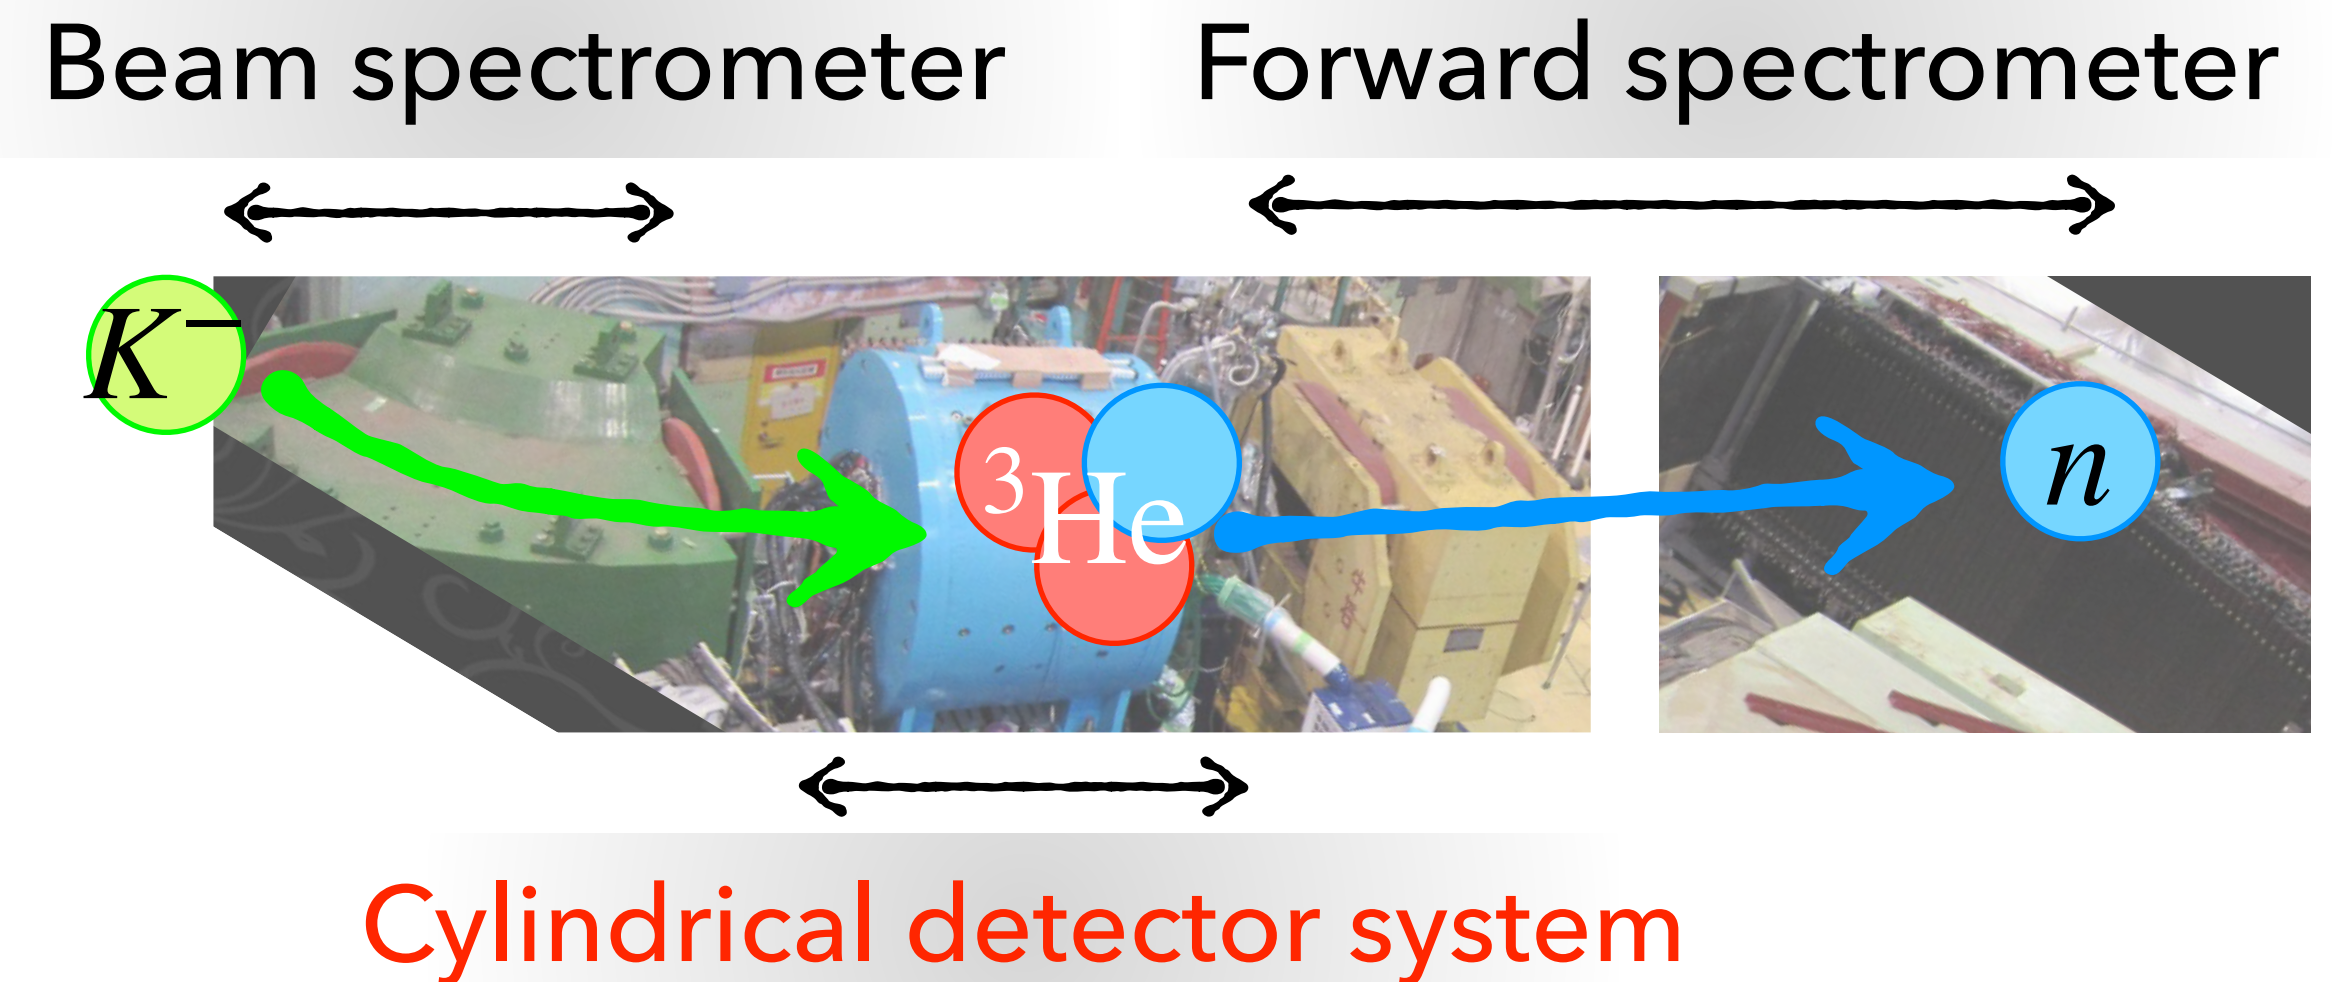 Beam spectrometer
Forward spectrometer
K⁻
³He
n
Cylindrical detector system